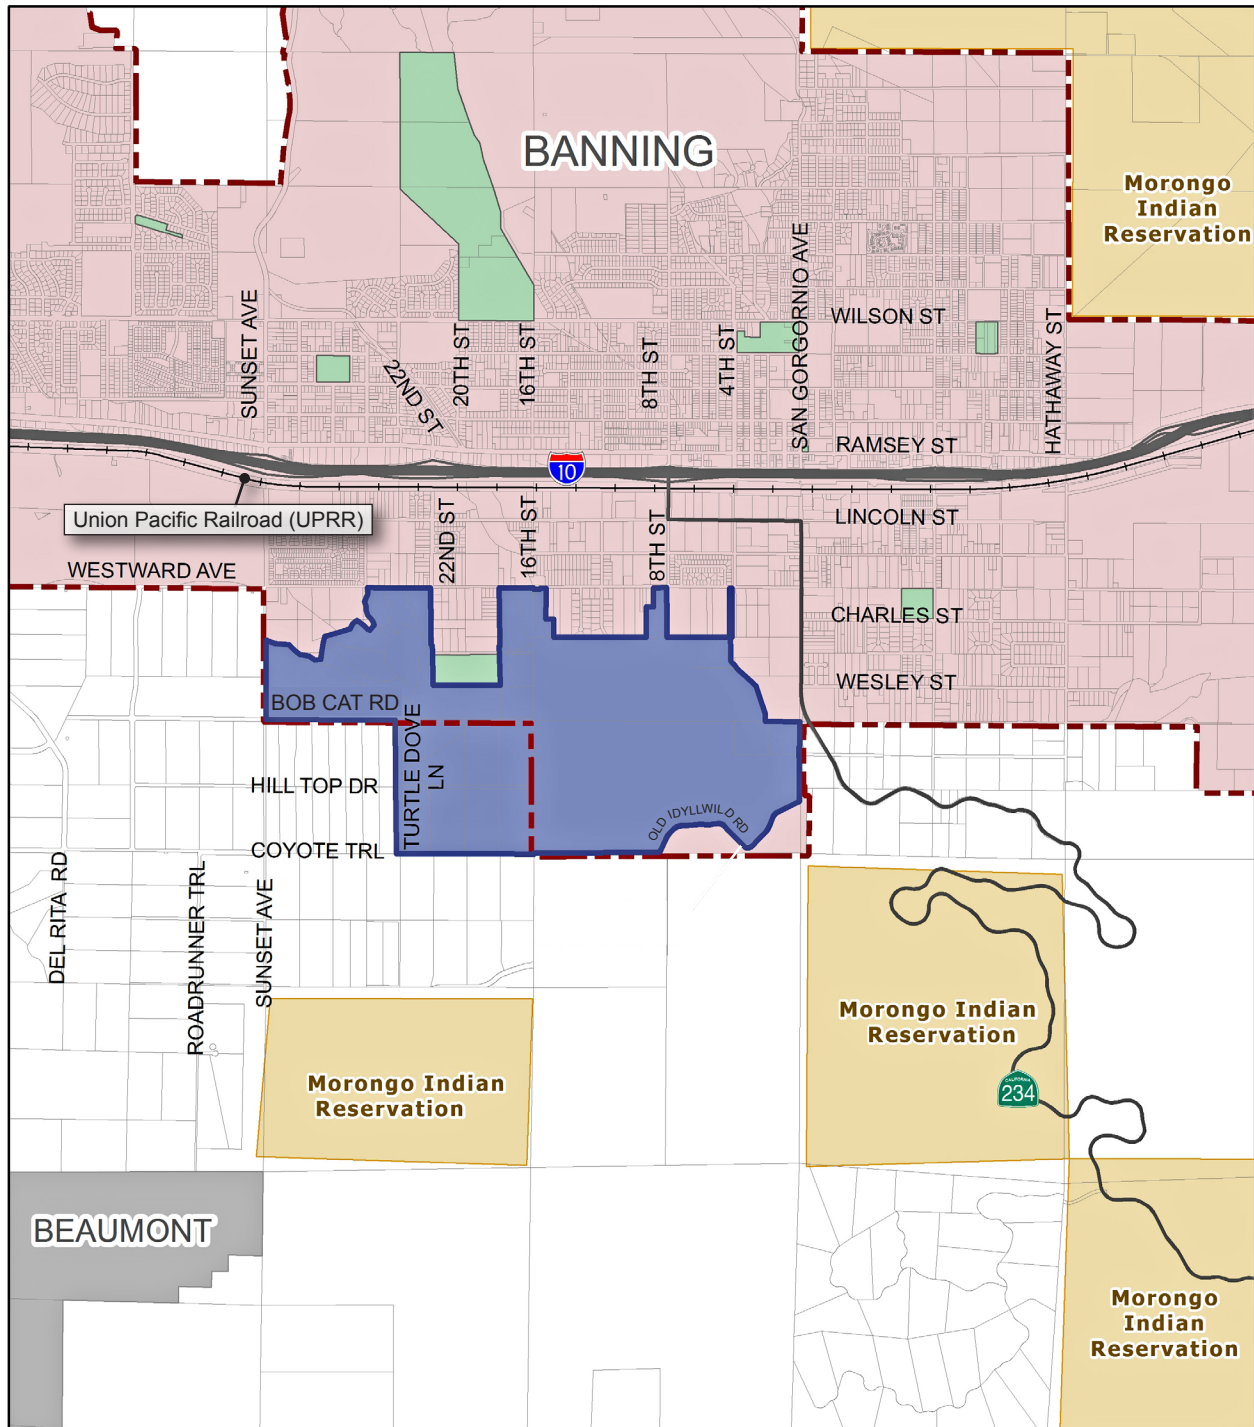 BANNING
Morongo
Indian
Reservation
SUNSET AVE
22ND ST
20TH ST
16TH ST
8TH ST
4TH ST
SAN GORGORNIO AVE
WILSON ST
HATHAWAY ST
RAMSEY ST
10
Union Pacific Railroad (UPRR)
22ND ST
16TH ST
8TH ST
LINCOLN ST
WESTWARD AVE
CHARLES ST
WESLEY ST
BOB CAT RD
TURTLE DOVE
LN
HILL TOP DR
OLD IDYLLWILD RD
COYOTE TRL
DEL RITA RD
ROADRUNNER TRL
SUNSET AVE
Morongo Indian
Reservation
Morongo Indian
Reservation
CALIFORNIA
234
BEAUMONT
Morongo
Indian
Reservation